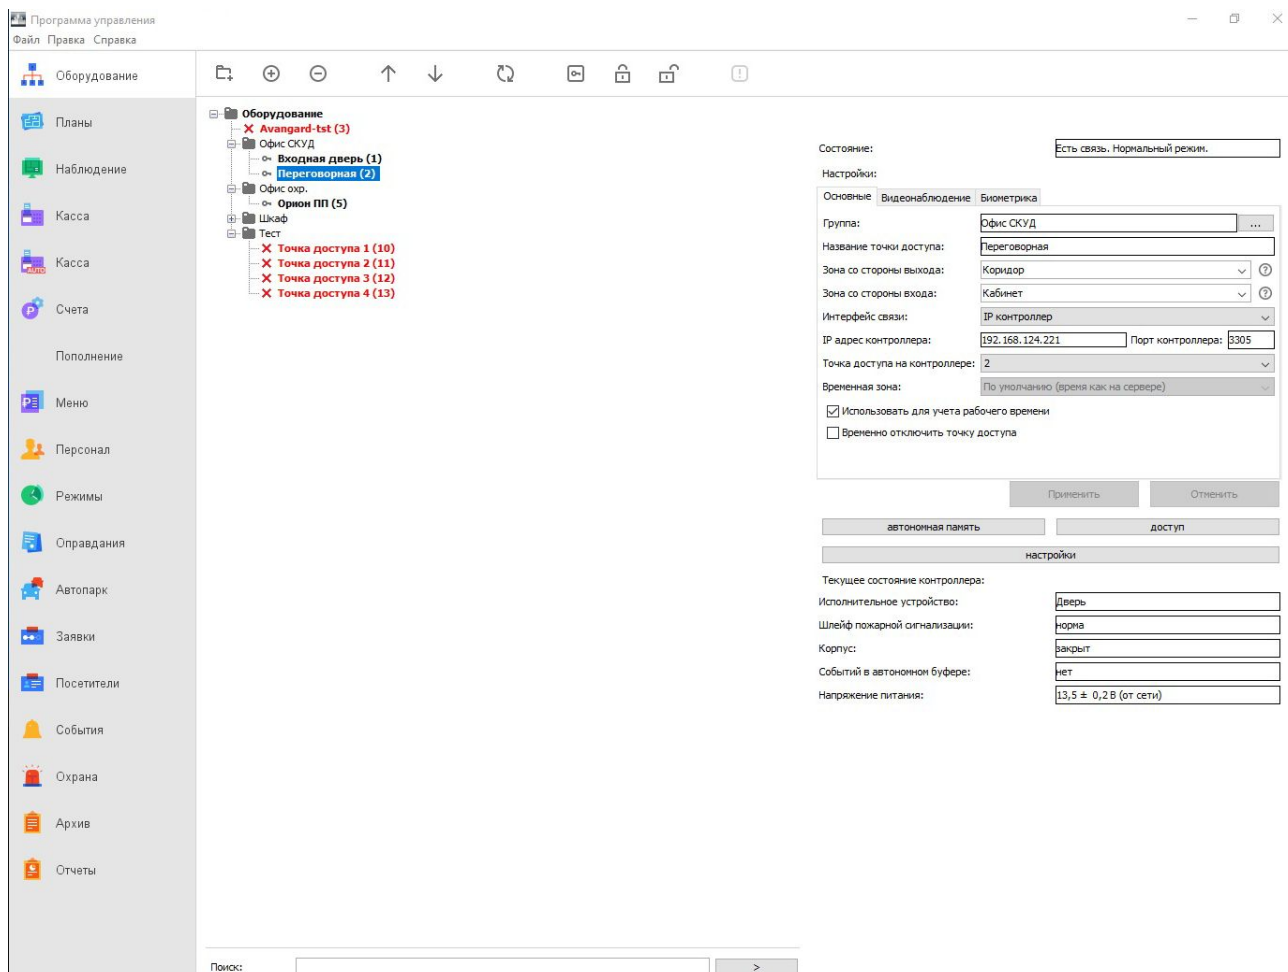 Программа управления
Файл Правка Справка
Оборудование
Планы
Наблюдение
Касса
Касса
AUTO
Счета
Пополнение
Меню
Персонал
Режимы
Оправдания
Автопарк
Заявки
Посетители
События
Охрана
Архив
Отчеты
Оборудование
Avangard-tst (3)
Офис СКУД
Входная дверь (1)
Переговорная (2)
Офис охр.
Орион ПП (5)
Шкаф
Тест
Точка доступа 1 (10)
Точка доступа 2 (11)
Точка доступа 3 (12)
Точка доступа 4 (13)
Поиск: >
Состояние: Есть связь. Нормальный режим.
Настройки:
Основные Видеонаблюдение Биометрика
Группа: Офис СКУД ...
Название точки доступа: Переговорная
Зона со стороны выхода: Коридор
Зона со стороны входа: Кабинет
Интерфейс связи: IP контроллер
IP адрес контроллера: 192.168.124.221 Порт контроллера: 3305
Точка доступа на контроллере: 2
Временная зона: По умолчанию (время как на сервере)
Использовать для учета рабочего времени
Временно отключить точку доступа
Применить Отменить
автономная память доступ
настройки
Текущее состояние контроллера:
Исполнительное устройство: Дверь
Шлейф пожарной сигнализации: норма
Корпус: закрыт
Событий в автономном буфере: нет
Напряжение питания: 13,5 ± 0,2 В (от сети)